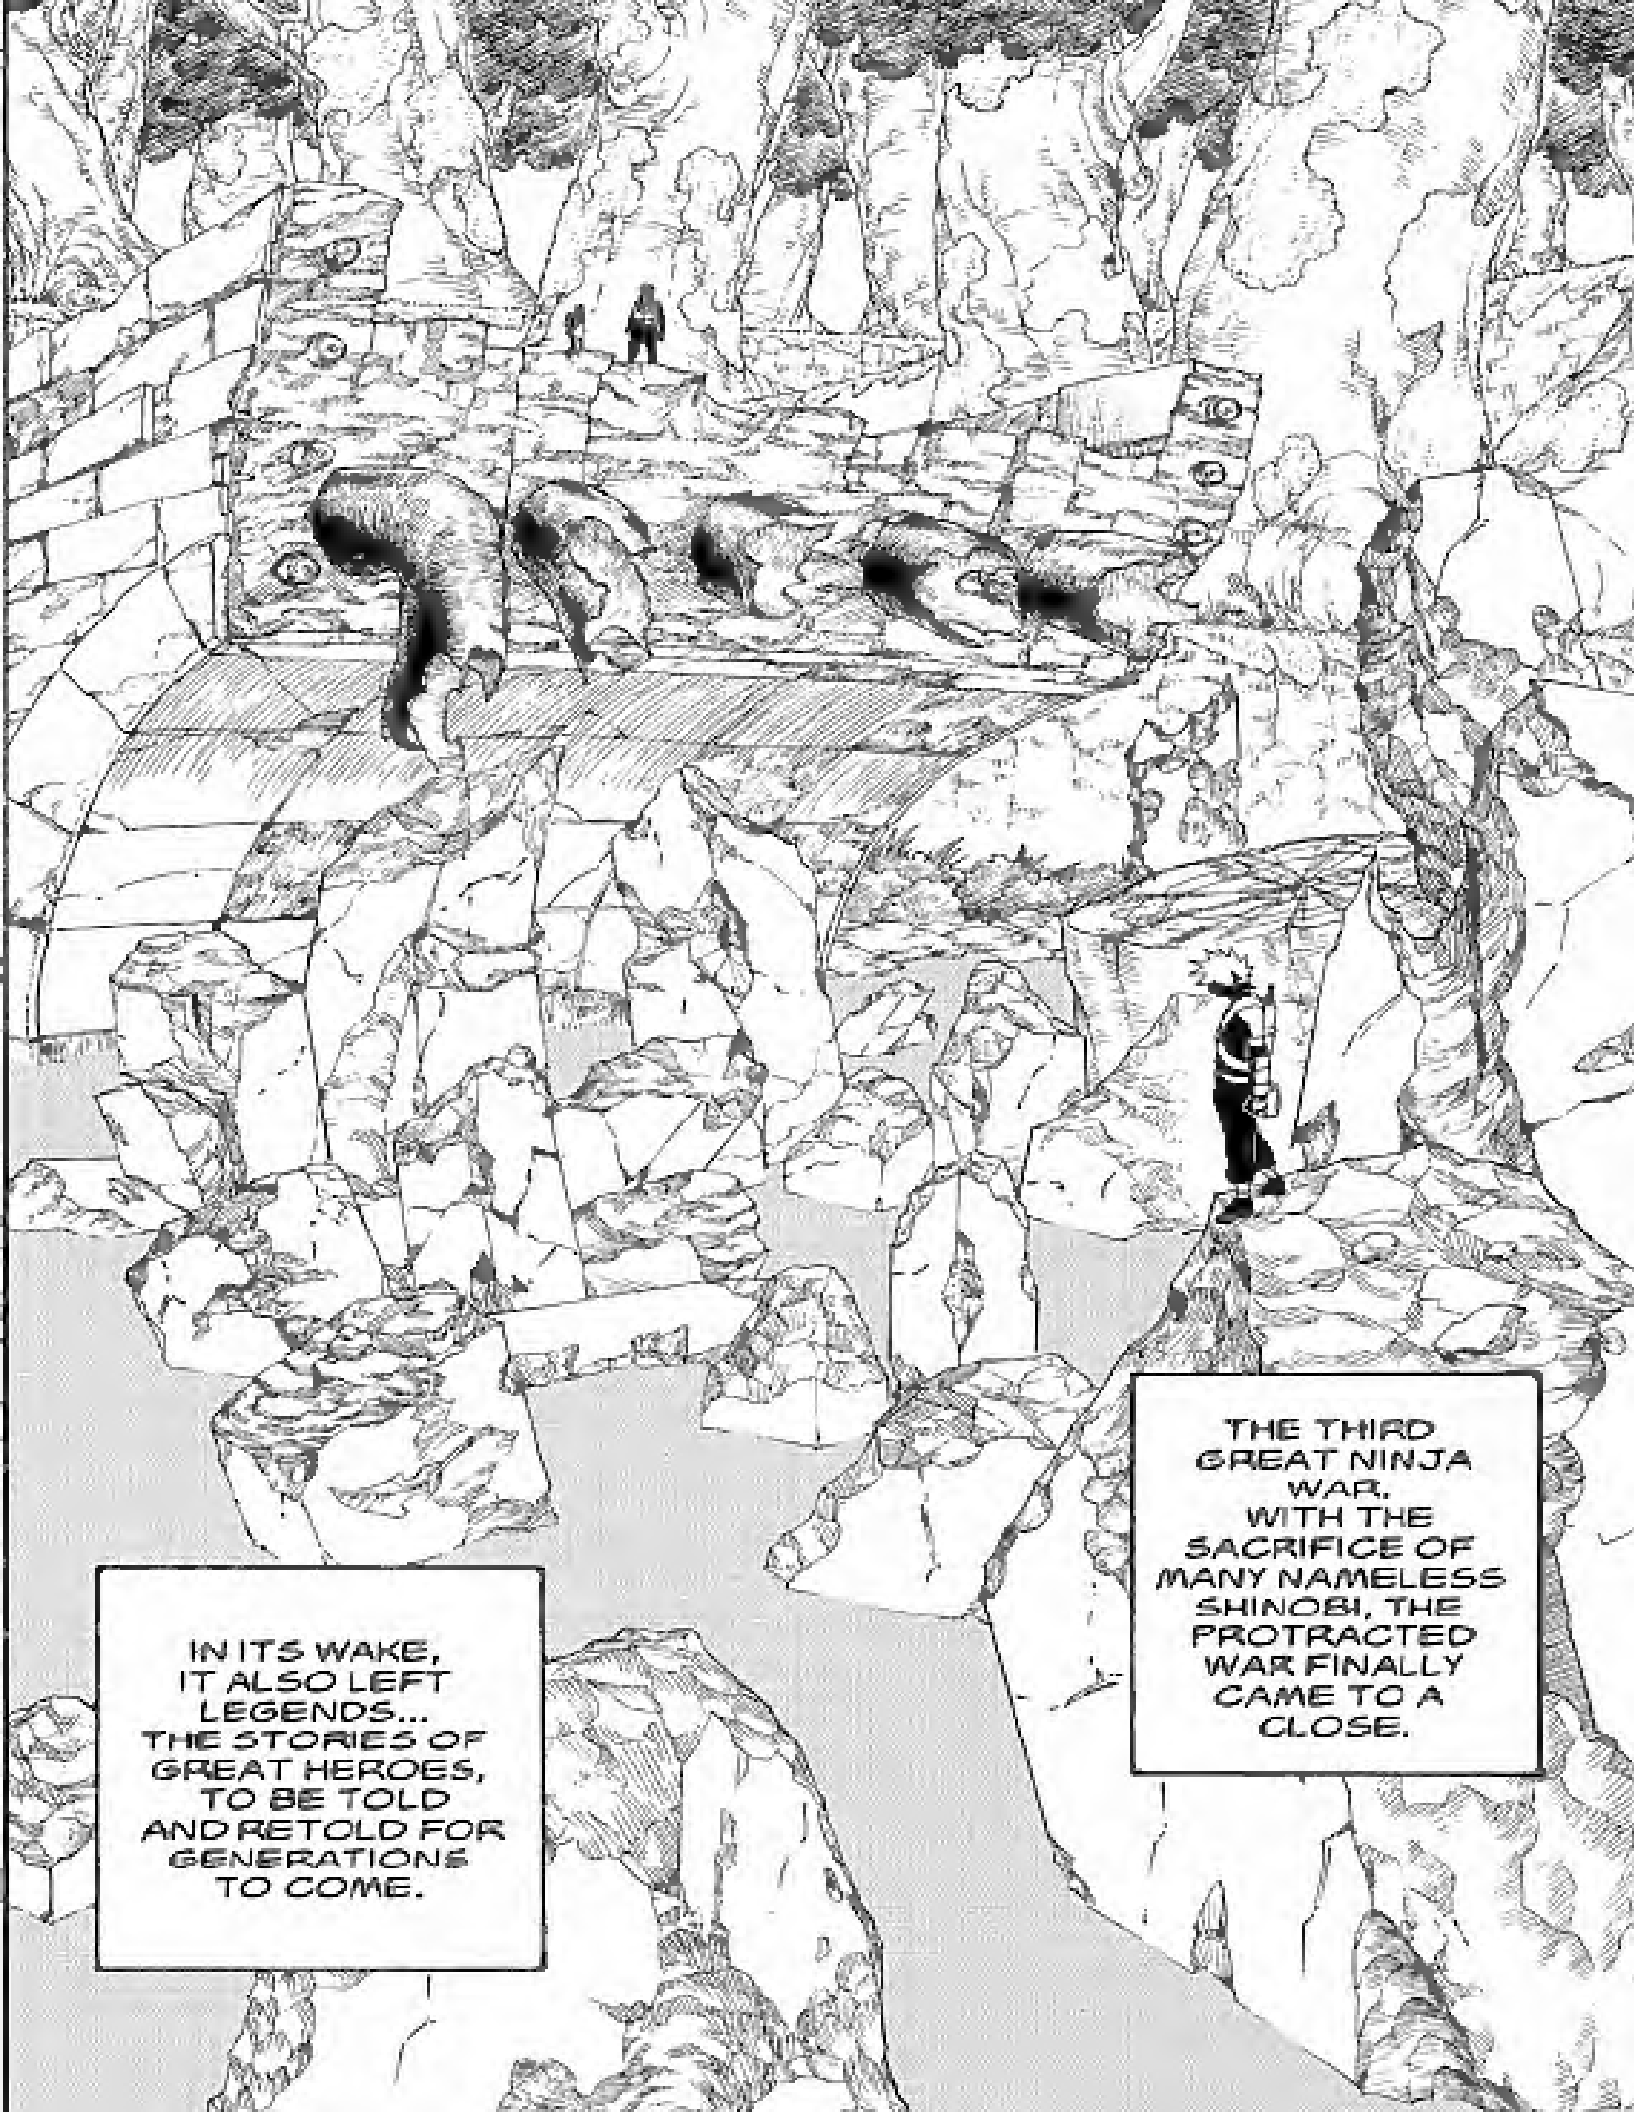 THE THIRD
GREAT NINJA
WAR.
WITH THE
SACRIFICE OF
MANY NAMELESS
SHINOBI, THE
PROTRACTED
WAR FINALLY
CAME TO A
CLOSE.
IN ITS WAKE,
IT ALSO LEFT
LEGENDS...
THE STORIES OF
GREAT HEROES,
TO BE TOLD
AND RETOLD FOR
GENERATIONS
TO COME.